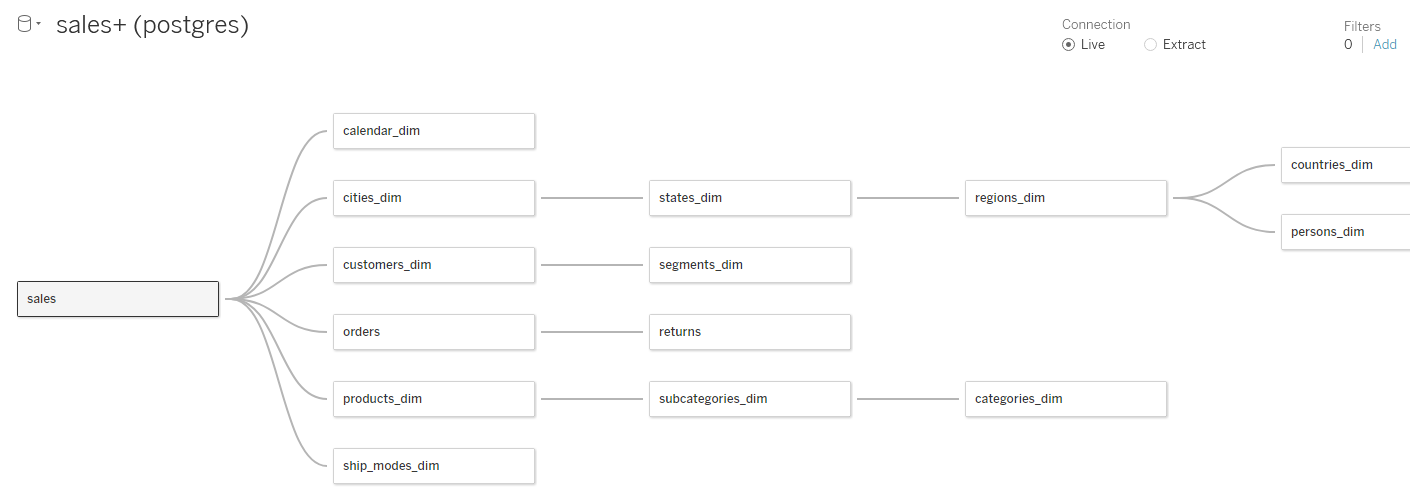 sales+ (postgres)
Connection
Live
Extract
Filters
0
Add
sales
calendar_dim
cities_dim
states_dim
regions_dim
countries_dim
persons_dim
customers_dim
segments_dim
orders
returns
products_dim
subcategories_dim
categories_dim
ship_modes_dim